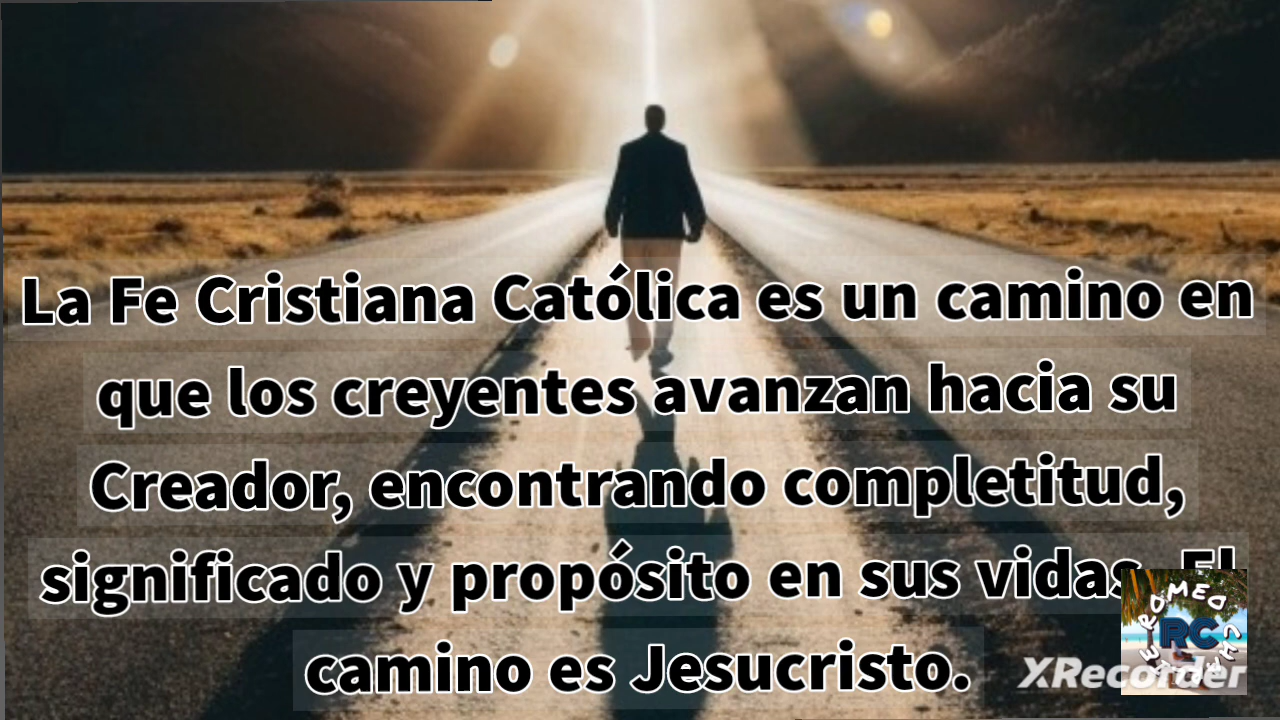 La Fe Cristiana Católica es un camino en
que los creyentes avanzan hacia su
Creador, encontrando completitud,
significado y propósito en sus vidas. El
camino es Jesucristo.
ROMEO
RC
XRecorder